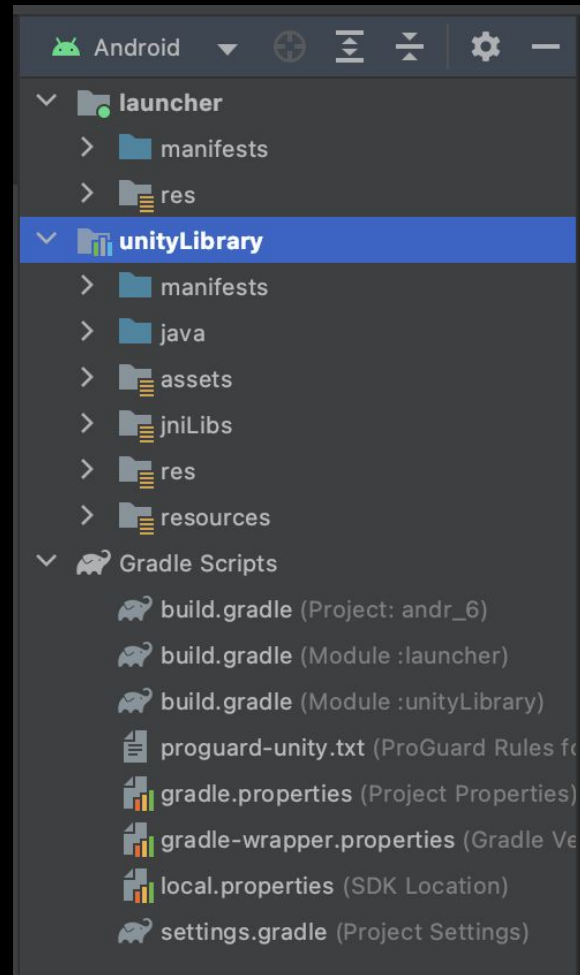 Android
launcher
manifests
res
unityLibrary
manifests
java
assets
jniLibs
res
resources
Gradle Scripts
build.gradle (Project: andr_6)
build.gradle (Module :launcher)
build.gradle (Module :unityLibrary)
proguard-unity.txt (ProGuard Rules
gradle.properties (Project Properties)
gradle-wrapper.properties (Gradle
local.properties (SDK Location)
settings.gradle (Project Settings)